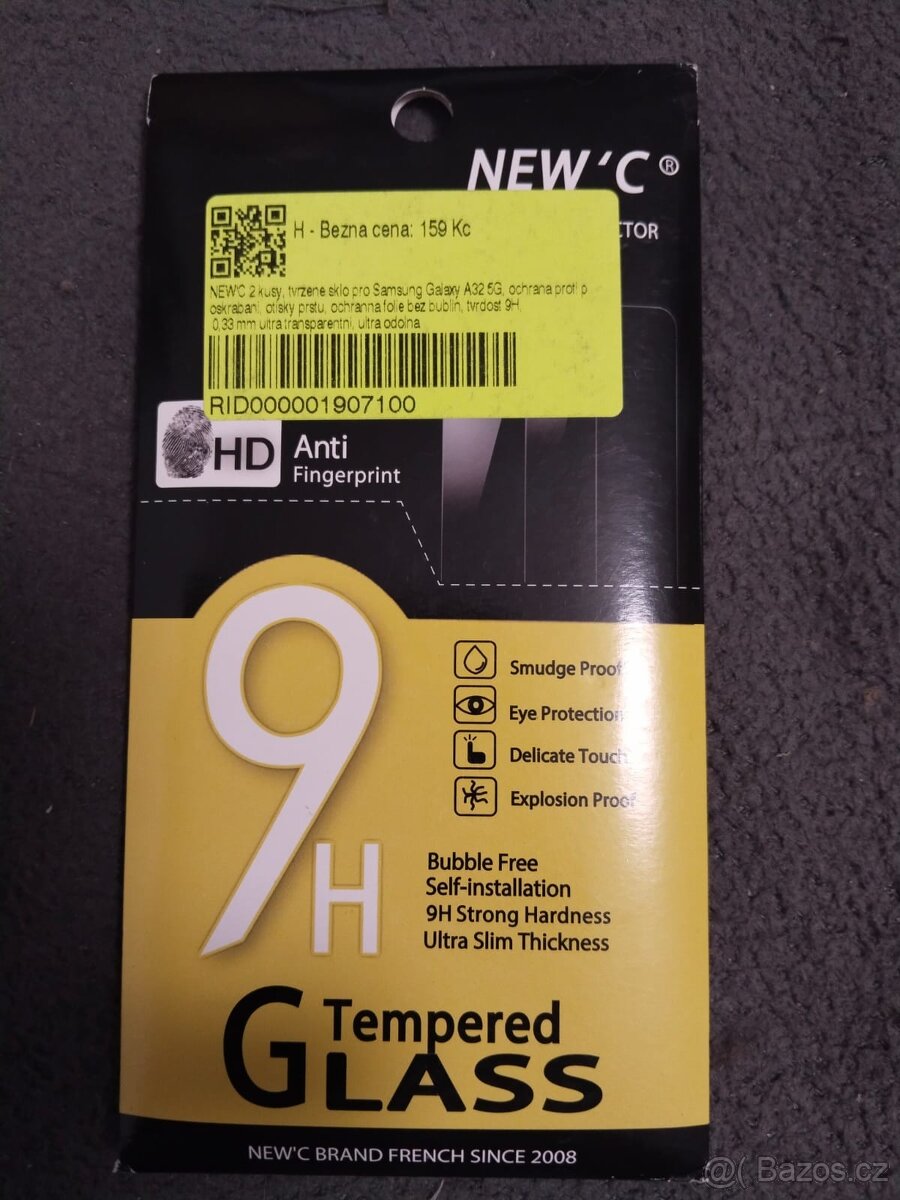 NEW'C®
CTOR
H - Bezna cena: 159 Kc
NEW'C 2 kusy, tvrzene sklo pro Samsung Galaxy A32 5G, ochrana proti p
oskrabani, otisky prstu, ochranna folie bez bublin, tvrdost 9H,
0,33 mm ultra transparentni, ultra odolna
RID000001907100
HD Anti
Fingerprint
9H
Smudge Proof
Eye Protection
Delicate Touch
Explosion Proof
Bubble Free
Self-installation
9H Strong Hardness
Ultra Slim Thickness
Tempered
GLASS
NEW'C BRAND FRENCH SINCE 2008
@( Bazos.cz